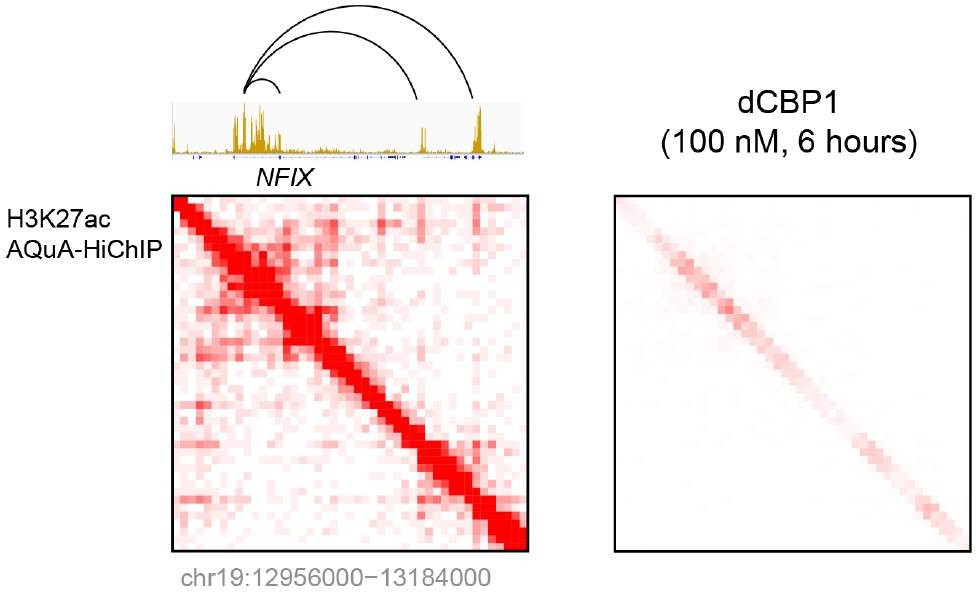 dCBP1
(100 nM, 6 hours)
NFIX
H3K27ac
AQuA-HiChIP
chr19:12956000−13184000